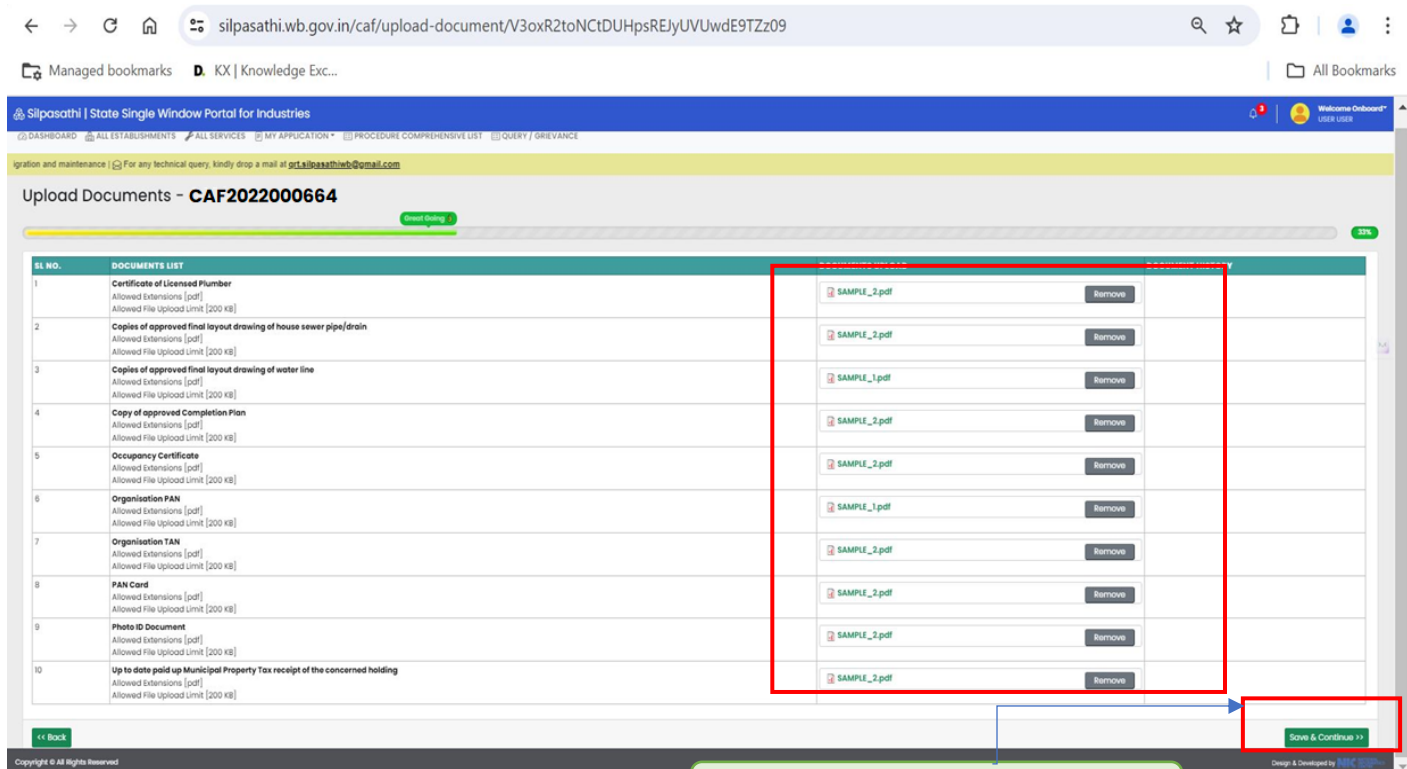 silpasathi.wb.gov.in/caf/upload-document/V3oxR2toNCtDUHpsREJyUVUwdE9TZz09
Managed bookmarks D. KX | Knowledge Exc... All Bookmarks
Silpasathi | State Single Window Portal for Industries 3 Welcome Onboard
USER USER
DASHBOARD ALL ESTABLISHMENTS ALL SERVICES MY APPLICATION PROCEDURE COMPREHENSIVE LIST QUERY / GRIEVANCE
igration and maintenance | For any technical query, kindly drop a mail at grt.silpasathiwb@gmail.com
Upload Documents - CAF2022000664
Great Going
33%
SL NO. DOCUMENTS LIST DOCUMENTS UPLOAD DOCUMENT HISTORY
1 Certificate of Licensed Plumber
Allowed Extensions [pdf] SAMPLE_2.pdf Remove
Allowed File Upload Limit [200 KB]
2 Copies of approved final layout drawing of house sewer pipe/drain
Allowed Extensions [pdf] SAMPLE_2.pdf Remove
Allowed File Upload Limit [200 KB]
3 Copies of approved final layout drawing of water line
Allowed Extensions [pdf] SAMPLE_1.pdf Remove
Allowed File Upload Limit [200 KB]
4 Copy of approved Completion Plan
Allowed Extensions [pdf] SAMPLE_2.pdf Remove
Allowed File Upload Limit [200 KB]
5 Occupancy Certificate
Allowed Extensions [pdf] SAMPLE_2.pdf Remove
Allowed File Upload Limit [200 KB]
6 Organisation PAN
Allowed Extensions [pdf] SAMPLE_1.pdf Remove
Allowed File Upload Limit [200 KB]
7 Organisation TAN
Allowed Extensions [pdf] SAMPLE_2.pdf Remove
Allowed File Upload Limit [200 KB]
8 PAN Card
Allowed Extensions [pdf] SAMPLE_2.pdf Remove
Allowed File Upload Limit [200 KB]
9 Photo ID Document
Allowed Extensions [pdf] SAMPLE_2.pdf Remove
Allowed File Upload Limit [200 KB]
10 Up to date paid up Municipal Property Tax receipt of the concerned holding
Allowed Extensions [pdf] SAMPLE_2.pdf Remove
Allowed File Upload Limit [200 KB]
<< Back Save & Continue >>
Copyright © All Rights Reserved Design & Developed by NIC